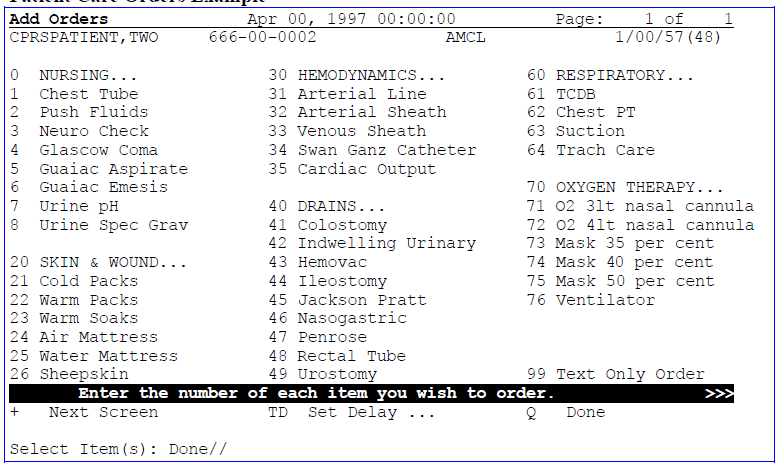 Patient Care Orders Example
Add Orders                    Apr 00, 1997 00:00:00          Page:    1 of    1
CPRSPATIENT,TWO     666-00-0002             AMCL                1/00/57(48)
0  NURSING...             30 HEMODYNAMICS...        60 RESPIRATORY...
1  Chest Tube             31 Arterial Line          61 TCDB
2  Push Fluids            32 Arterial Sheath        62 Chest PT
3  Neuro Check            33 Venous Sheath          63 Suction
4  Glascow Coma           34 Swan Ganz Catheter     64 Trach Care
5  Guaiac Aspirate        35 Cardiac Output
6  Guaiac Emesis                                    70 OXYGEN THERAPY...
7  Urine pH               40 DRAINS...              71 O2 3lt nasal cannula
8  Urine Spec Grav        41 Colostomy              72 O2 4lt nasal cannula
                          42 Indwelling Urinary     73 Mask 35 per cent
20 SKIN & WOUND...        43 Hemovac                74 Mask 40 per cent
21 Cold Packs             44 Ileostomy              75 Mask 50 per cent
22 Warm Packs             45 Jackson Pratt          76 Ventilator
23 Warm Soaks             46 Nasogastric
24 Air Mattress           47 Penrose
25 Water Mattress         48 Rectal Tube
26 Sheepskin              49 Urostomy               99 Text Only Order
Enter the number of each item you wish to order.               >>>
+   Next Screen           TD  Set Delay ...         Q   Done
Select Item(s): Done//